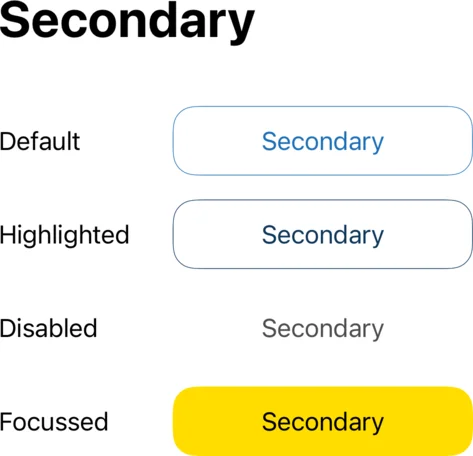 Secondary
Default Secondary
Highlighted Secondary
Disabled Secondary
Focussed Secondary